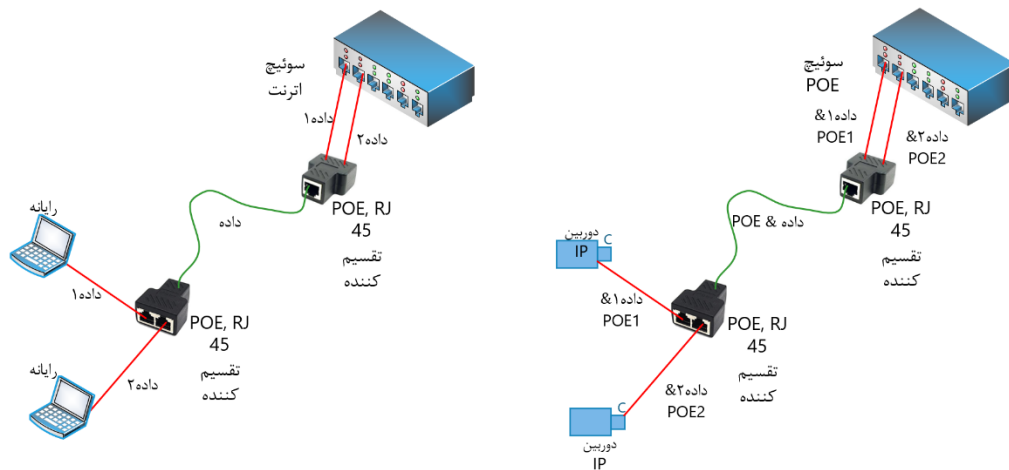 سوئیچ
اترنت
داده۱
داده۲
POE, RJ
45
تقسیم
کننده
داده
رایانه
داده۱
POE, RJ
45
تقسیم
کننده
داده۲
رایانه
سوئیچ
POE
داده۱&
POE1
داده۲&
POE2
POE, RJ
45
تقسیم
کننده
داده & POE
دوربین
IP
C
داده۱&
POE1
POE, RJ
45
تقسیم
کننده
داده۲&
POE2
C
دوربین
IP